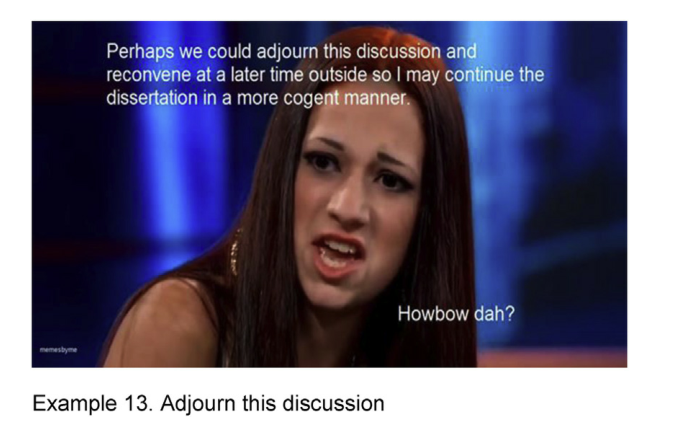 Perhaps we could adjourn this discussion and
reconvene at a later time outside so I may continue the
dissertation in a more cogent manner.
Howbow dah?
memesbyme
Example 13. Adjourn this discussion